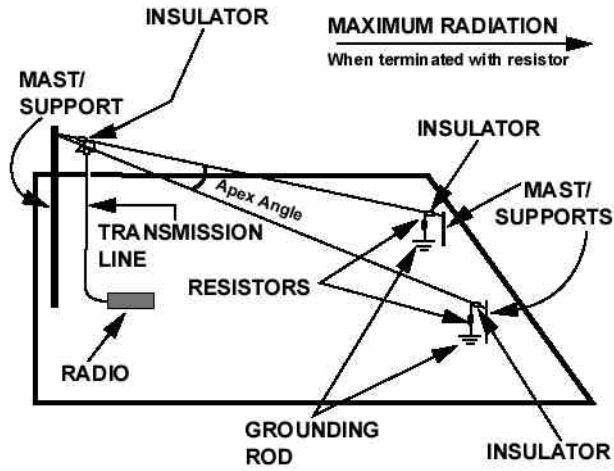 INSULATOR
MAXIMUM RADIATION
When terminated with resistor
MAST/
SUPPORT
INSULATOR
Apex Angle
MAST/
SUPPORTS
TRANSMISSION
LINE
RESISTORS
RADIO
GROUNDING
ROD
INSULATOR